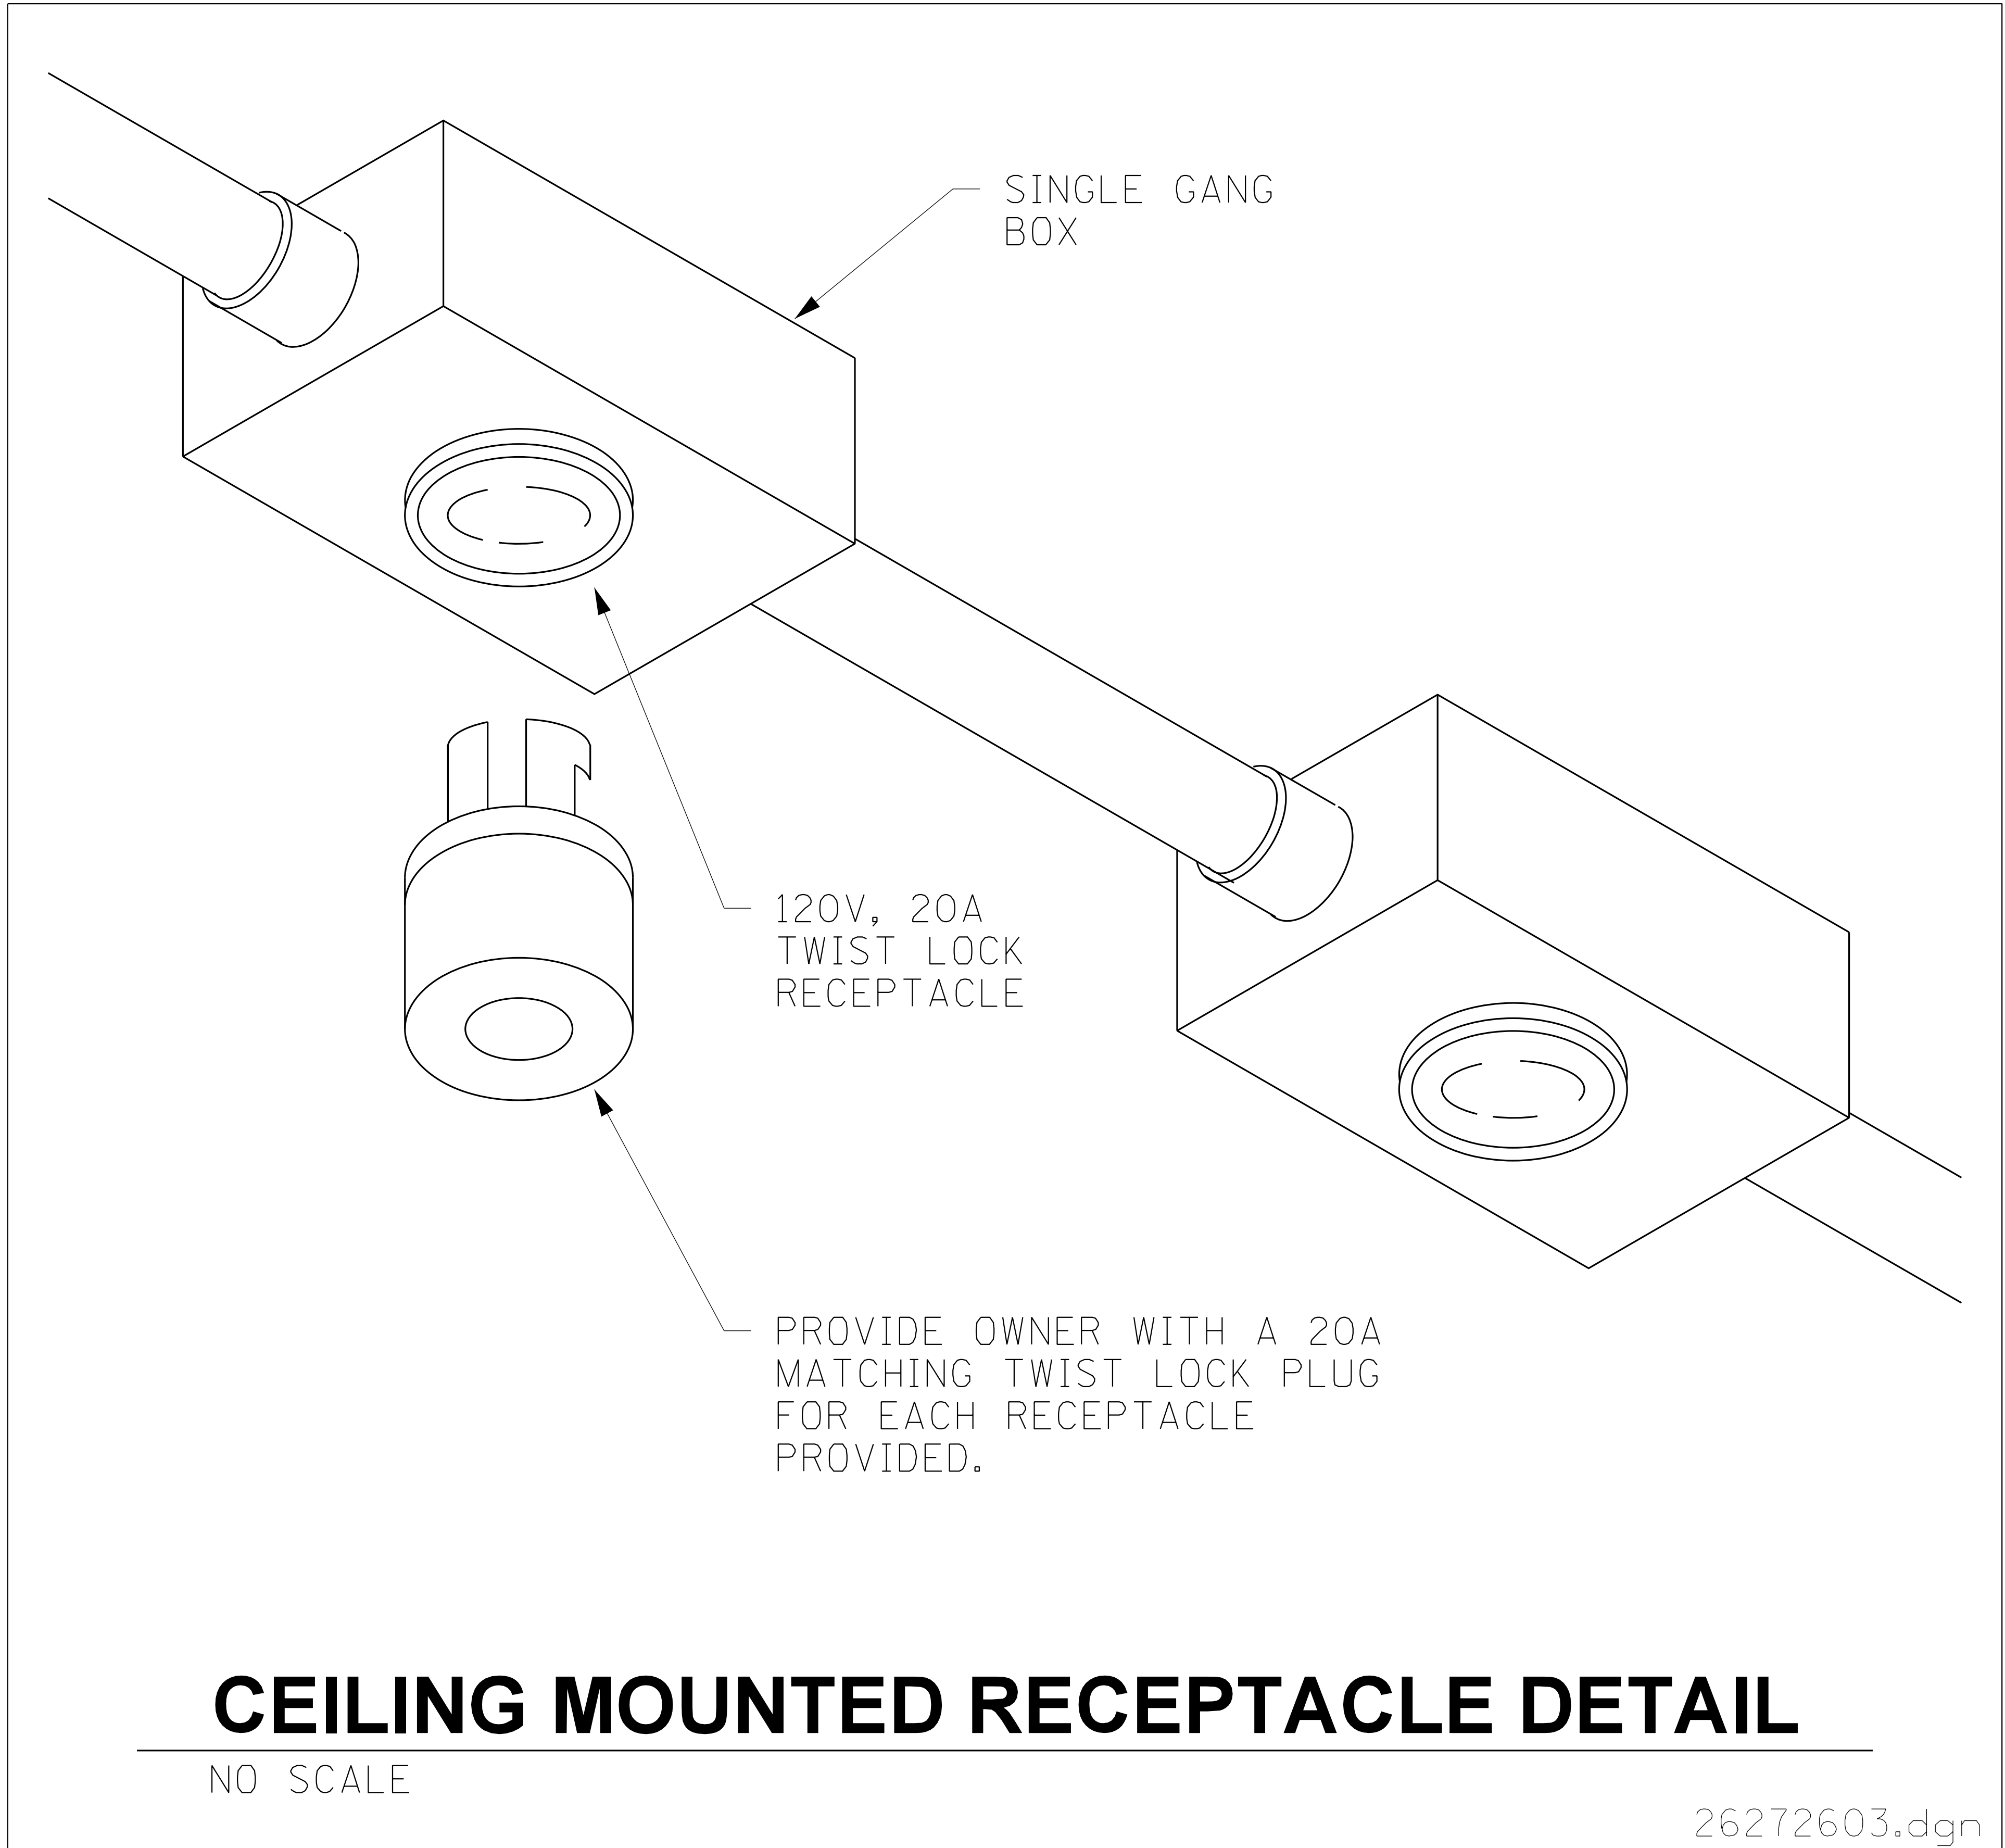 SINGLE GANG
BOX
120V, 20A
TWIST LOCK
RECEPTACLE
PROVIDE OWNER WITH A 20A
MATCHING TWIST LOCK PLUG
FOR EACH RECEPTACLE
PROVIDED.
CEILING MOUNTED RECEPTACLE DETAIL
NO SCALE
26272603.dgn